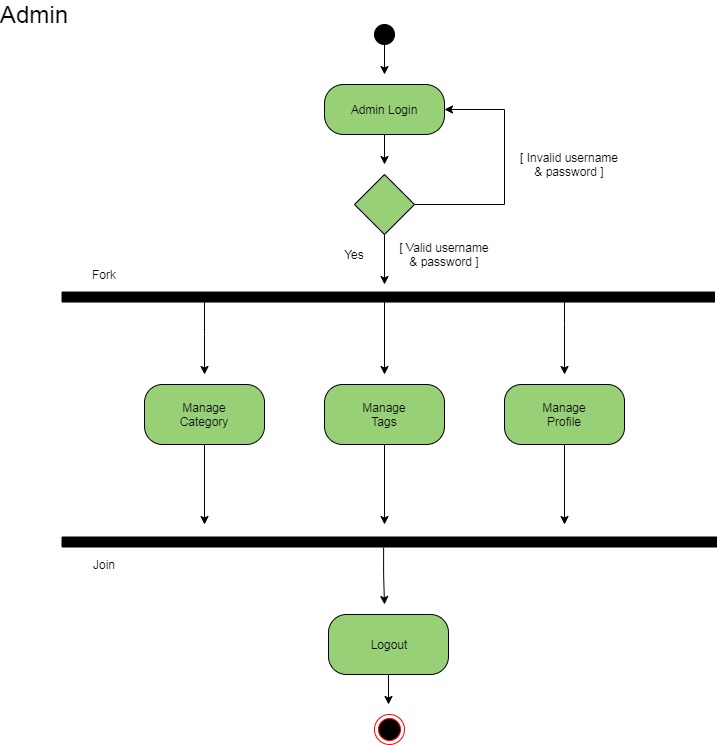 Admin
Admin Login
[ Invalid username
& password ]
Yes
[ Valid username
& password ]
Fork
Manage
Category
Manage
Tags
Manage
Profile
Join
Logout